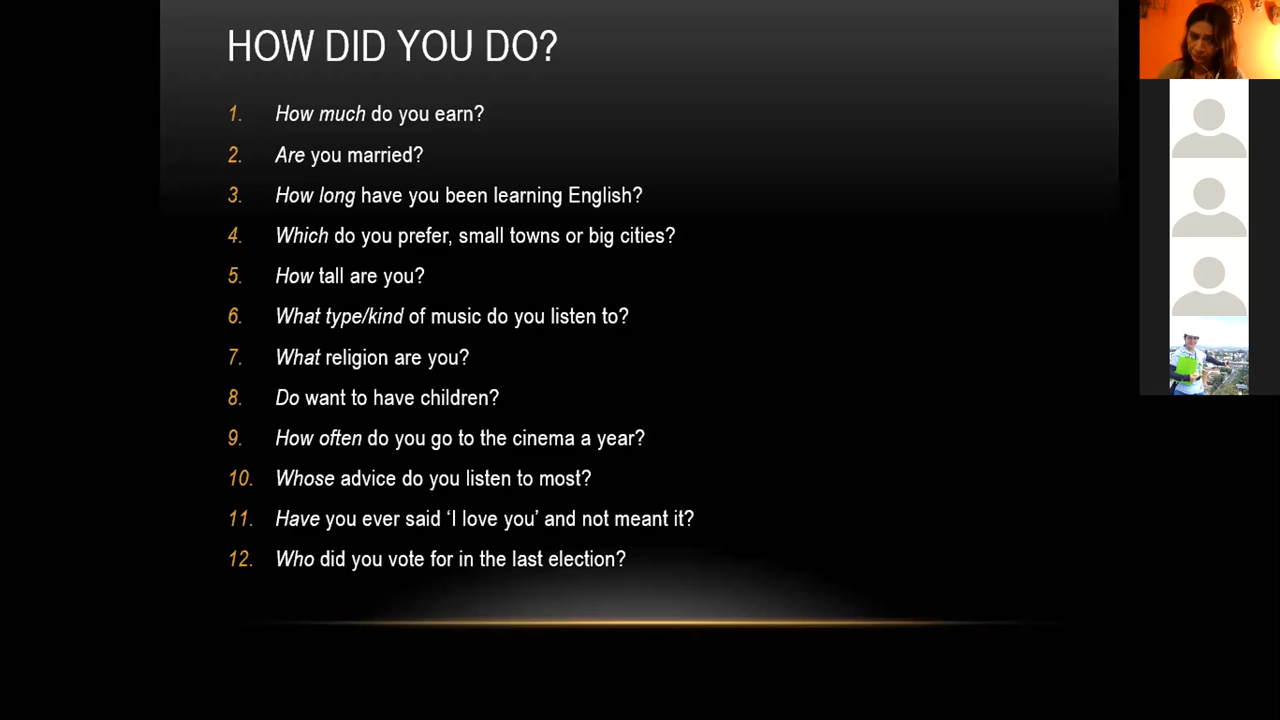 HOW DID YOU DO?
1. How much do you earn?
2. Are you married?
3. How long have you been learning English?
4. Which do you prefer, small towns or big cities?
5. How tall are you?
6. What type/kind of music do you listen to?
7. What religion are you?
8. Do want to have children?
9. How often do you go to the cinema a year?
10. Whose advice do you listen to most?
11. Have you ever said ‘I love you’ and not meant it?
12. Who did you vote for in the last election?